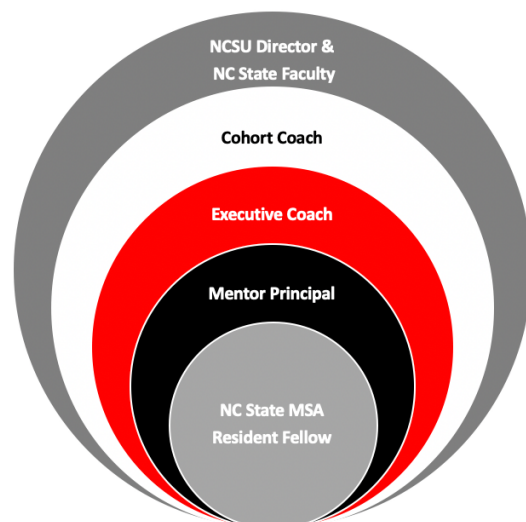 NCSU Director &
NC State Faculty
Cohort Coach
Executive Coach
Mentor Principal
NC State MSA
Resident Fellow